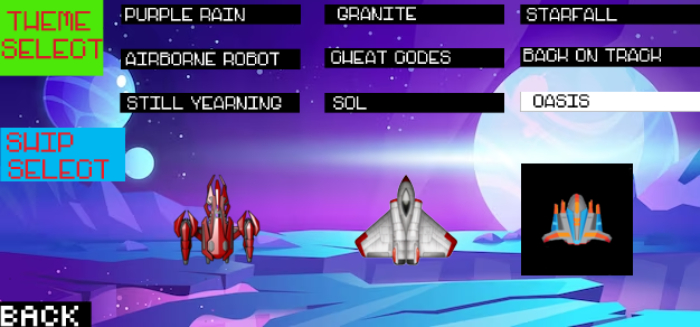 THEME
SELECT
PURPLE RAIN
GRANITE
STARFALL
AIRBORNE ROBOT
CHEAT CODES
BACK ON TRACK
STILL YEARNING
SOL
OASIS
SHIP
SELECT
BACK